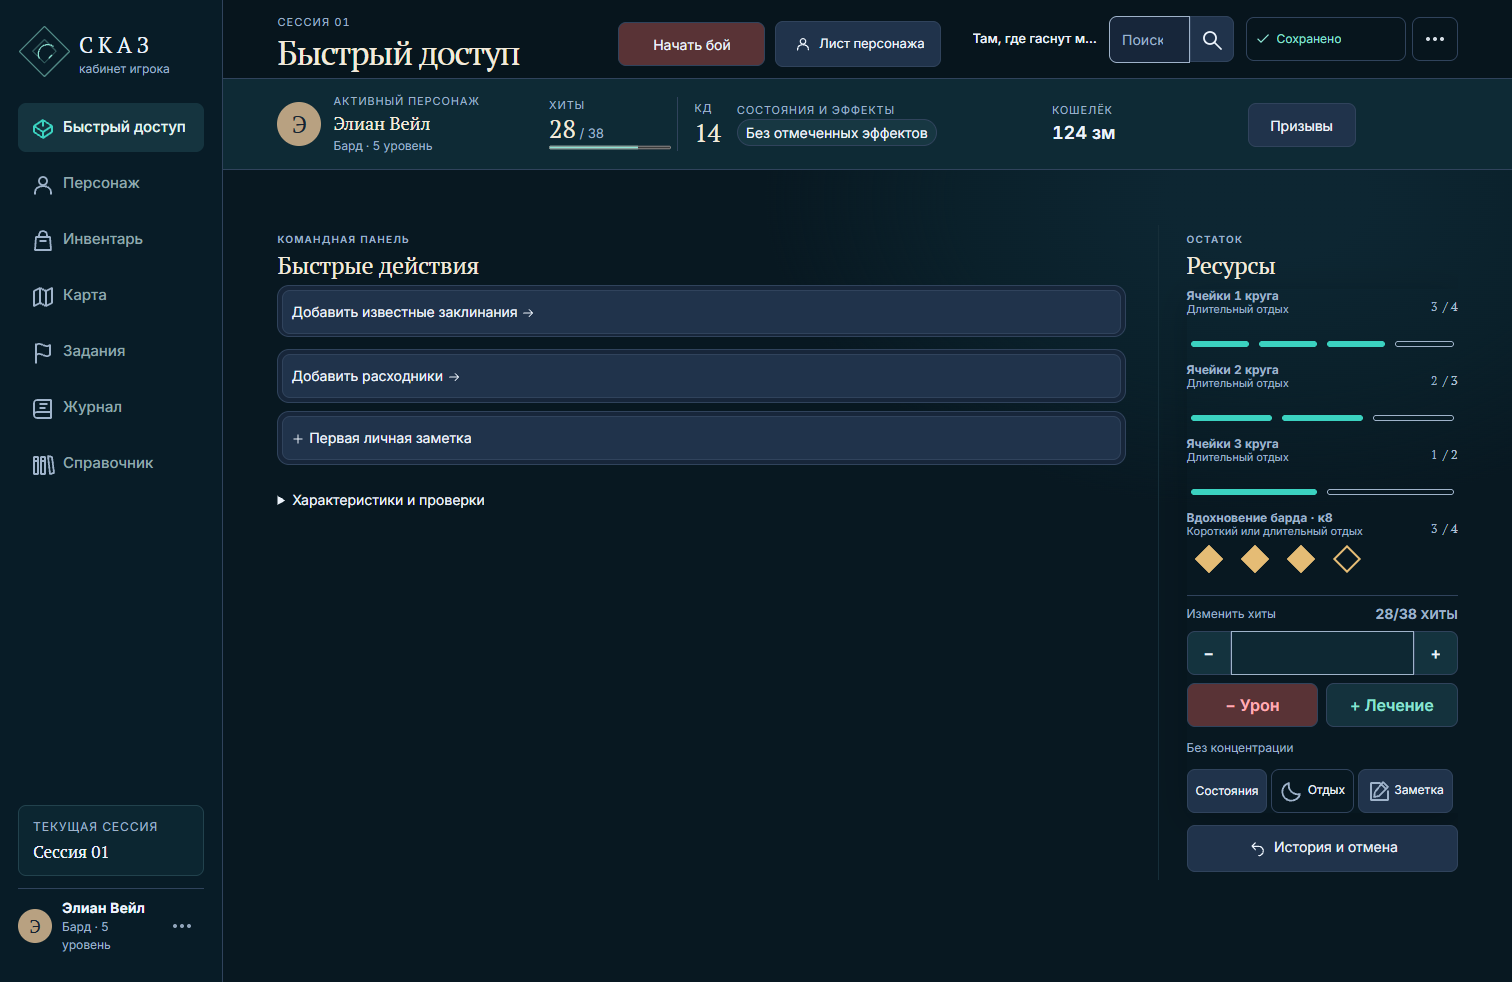 СКАЗ
кабинет игрока
Быстрый доступ
Персонаж
Инвентарь
Карта
Задания
Журнал
Справочник
ТЕКУЩАЯ СЕССИЯ
Сессия 01
Э
Элиан Вейл
Бард · 5
уровень
СЕССИЯ 01
Быстрый доступ
Начать бой
Лист персонажа
Там, где гаснут м...
Поиск
Сохранено
Э
АКТИВНЫЙ ПЕРСОНАЖ
Элиан Вейл
Бард · 5 уровень
ХИТЫ
28 / 38
КД
14
СОСТОЯНИЯ И ЭФФЕКТЫ
Без отмеченных эффектов
КОШЕЛЁК
124 зм
Призывы
КОМАНДНАЯ ПАНЕЛЬ
Быстрые действия
Добавить известные заклинания →
Добавить расходники →
+ Первая личная заметка
▶ Характеристики и проверки
ОСТАТОК
Ресурсы
Ячейки 1 круга
Длительный отдых
3 / 4
Ячейки 2 круга
Длительный отдых
2 / 3
Ячейки 3 круга
Длительный отдых
1 / 2
Вдохновение барда · к8
Короткий или длительный отдых
3 / 4
Изменить хиты
28/38 хиты
−
+
− Урон
+ Лечение
Без концентрации
Состояния
Отдых
Заметка
История и отмена